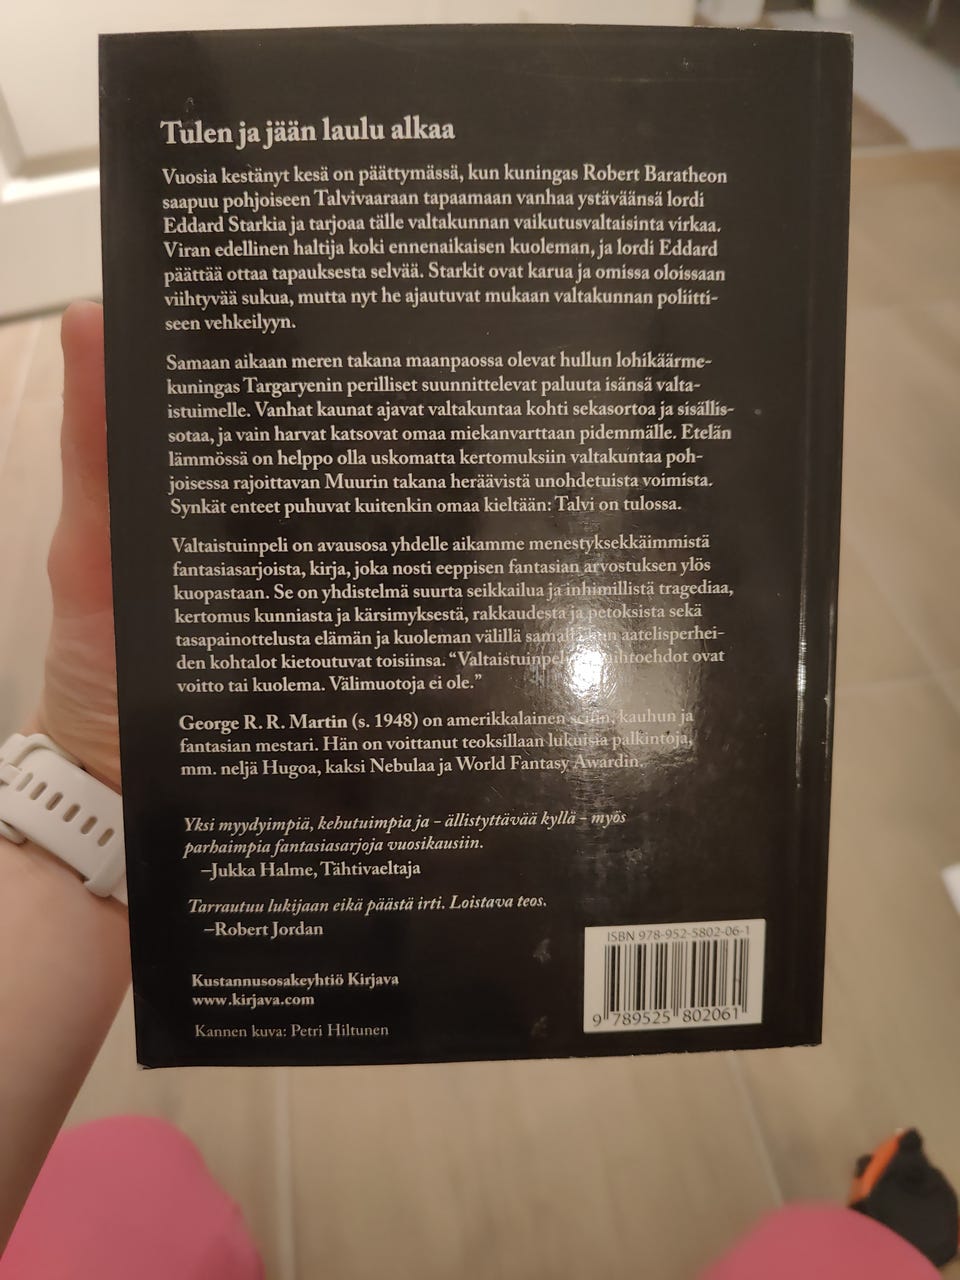 Tulen ja jään laulu alkaa
Vuosia kestänyt kesä on päättymässä, kun kuningas Robert Baratheon
saapuu pohjoiseen Talvivaaraan tapaamaan vanhaa ystäväänsä lordi
Eddard Starkia ja tarjoaa tälle valtakunnan vaikutusvaltaisinta virkaa.
Viran edellinen haltija koki ennenaikaisen kuoleman, ja lordi Eddard
päättää ottaa tapauksesta selvää. Starkit ovat karua ja omissa oloissaan
viihtyvää sukua, mutta nyt he ajautuvat mukaan valtakunnan poliitti-
seen vehkeilyyn.
Samaan aikaan meren takana maanpaossa olevat hullun lohikäärme-
kuningas Targaryenin perilliset suunnittelevat paluuta isänsä valta-
istuimelle. Vanhat kaunat ajavat valtakuntaa kohti sekasortoa ja sisällis-
sotaa, ja vain harvat katsovat omaa miekanvarttaan pidemmälle. Etelän
lämmössä on helppo olla uskomatta kertomuksiin valtakuntaa poh-
joisessa rajoittavan Muurin takana heräävistä unohdetuista voimista.
Synkät enteet puhuvat kuitenkin omaa kieltään: Talvi on tulossa.
Valtaistuinpeli on avausosa yhdelle aikamme menestyksekkäimmistä
fantasiasarjoista, kirja, joka nosti eeppisen fantasian arvostuksen ylös
kuopastaan. Se on yhdistelmä suurta seikkailua ja inhimillistä tragediaa,
kertomus kunniasta ja kärsimyksestä, rakkaudesta ja petoksista sekä
tasapainottelusta elämän ja kuoleman välillä samalla kun aatelisperhei-
den kohtalot kietoutuvat toisiinsa. “Valtaistuinpelissä vaihtoehdot ovat
voitto tai kuolema. Välimuotoja ei ole.”
George R. R. Martin (s. 1948) on amerikkalainen scifin, kauhun ja
fantasian mestari. Hän on voittanut teoksillaan lukuisia palkintoja,
mm. neljä Hugoa, kaksi Nebulaa ja World Fantasy Awardin.
Yksi myydyimpiä, kehutuimpia ja – ällistyttävää kyllä – myös
parhaimpia fantasiasarjoja vuosikausiin.
–Jukka Halme, Tähtivaeltaja
Tarrautuu lukijaan eikä päästä irti. Loistava teos.
–Robert Jordan
Kustannusosakeyhtiö Kirjava
www.kirjava.com
Kannen kuva: Petri Hiltunen
ISBN 978-952-5802-06-1
9 789525 802061